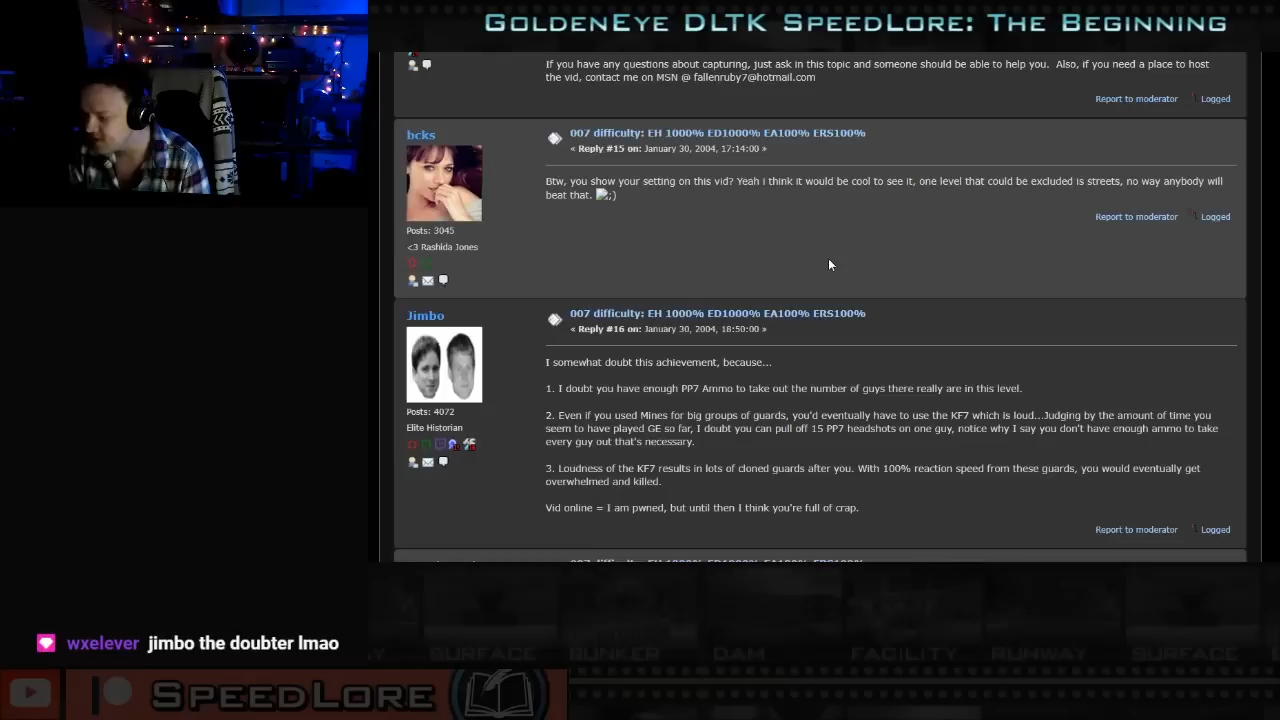 GoldenEye DLTK SpeedLore: The Beginning
If you have any questions about capturing, just ask in this topic and someone should be able to help you. Also, if you need a place to host
the vid, contact me on MSN @ fallenruby7@hotmail.com
Report to moderator Logged
bcks
007 difficulty: EH 1000% ED1000% EA100% ERS100%
« Reply #15 on: January 30, 2004, 17:14:00 »
Btw, you show your setting on this vid? Yeah i think it would be cool to see it, one level that could be excluded is streets, no way anybody will
beat that. ;)
Report to moderator Logged
Posts: 3045
<3 Rashida Jones
Jimbo
007 difficulty: EH 1000% ED1000% EA100% ERS100%
« Reply #16 on: January 30, 2004, 18:50:00 »
I somewhat doubt this achievement, because...
1. I doubt you have enough PP7 Ammo to take out the number of guys there really are in this level.
Posts: 4072
Elite Historian
2. Even if you used Mines for big groups of guards, you'd eventually have to use the KF7 which is loud...Judging by the amount of time you
seem to have played GE so far, I doubt you can pull off 15 PP7 headshots on one guy, notice why I say you don't have enough ammo to take
every guy out that's necessary.
3. Loudness of the KF7 results in lots of cloned guards after you. With 100% reaction speed from these guards, you would eventually get
overwhelmed and killed.
Vid online = I am pwned, but until then I think you're full of crap.
Report to moderator Logged
007 difficulty: EH 1000% ED1000% EA100% ERS100%
wxelever jimbo the doubter lmao
SURFACE BUNKER DAM FACILITY RUNWAY SURFACE
SpeedLore